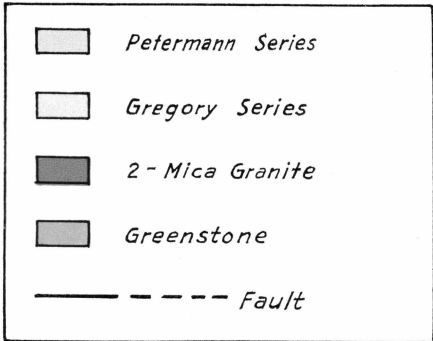 Petermann Series
Gregory Series
2-Mica Granite
Greenstone
Fault